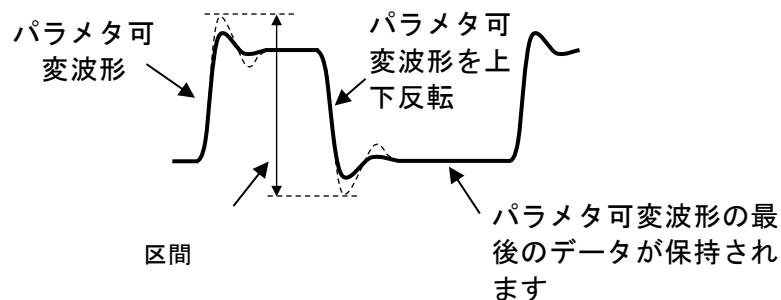 パラメタ可
変波形
パラメタ可
変波形を上
下反転
区間
パラメタ可変波形の最
後のデータが保持され
ます